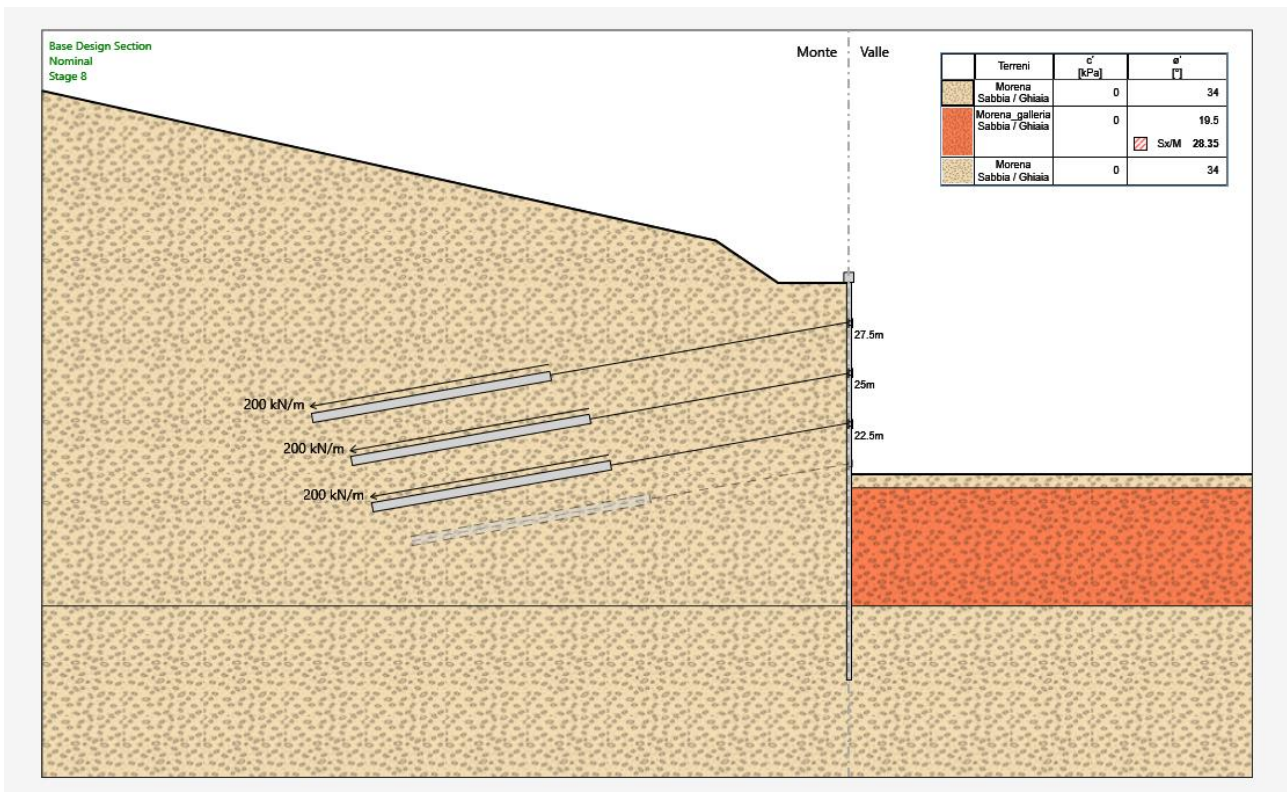 Base Design Section
Nominal
Stage 8
Monte Valle
Terreni c' [kPa] ø' [°]
Morena
Sabbia / Ghiaia 0 34
Morena_galleria
Sabbia / Ghiaia 0 19.5
Sx/M 28.35
Morena
Sabbia / Ghiaia 0 34
27.5m
25m
22.5m
200 kN/m
200 kN/m
200 kN/m